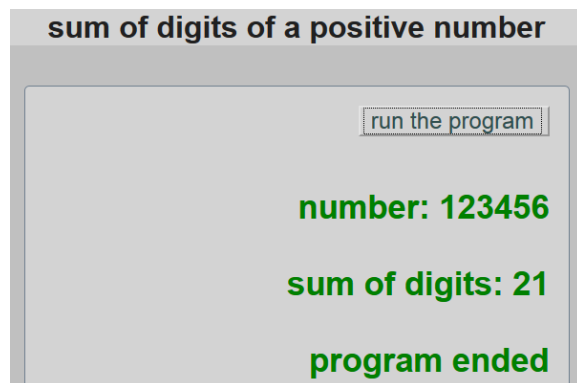 sum of digits of a positive number
run the program
number: 123456
sum of digits: 21
program ended